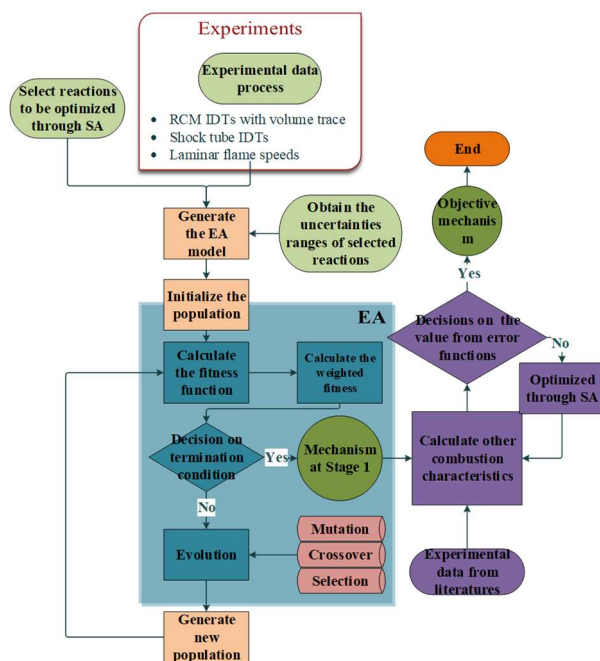 Experiments
Experimental data
process
• RCM IDTs with volume trace
• Shock tube IDTs
• Laminar flame speeds
Select reactions
to be optimized
through SA
Generate
the EA
model
Obtain the
uncertainties
ranges of selected
reactions
Initialize the
population
EA
Calculate
the fitness
function
Calculate the
weighted
fitness
Decision on
termination
condition
Yes
Mechanism
at Stage 1
No
Evolution
Mutation
Crossover
Selection
Generate
new
population
End
Objective
mechanis
m
Yes
Decisions on the
value from error
functions
No
Optimized
through SA
Calculate other
combustion
characteristics
Experimental
data from
literatures